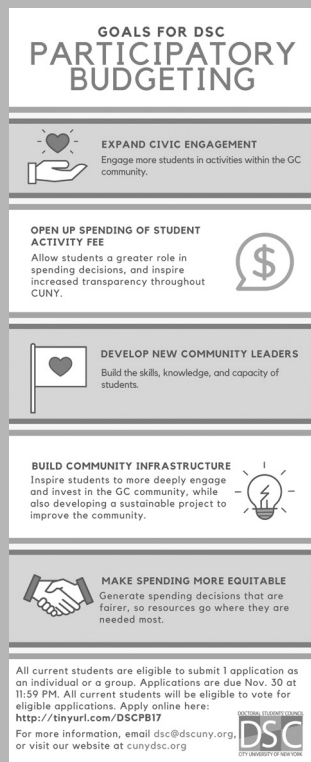 GOALS FOR DSC
PARTICIPATORY
BUDGETING
EXPAND CIVIC ENGAGEMENT
Engage more students in activities within the GC
community.
OPEN UP SPENDING OF STUDENT
ACTIVITY FEE
Allow students a greater role in
spending decisions, and inspire
increased transparency throughout
CUNY.
$
DEVELOP NEW COMMUNITY LEADERS
Build the skills, knowledge, and capacity of
students.
BUILD COMMUNITY INFRASTRUCTURE
Inspire students to more deeply engage
and invest in the GC community, while
also developing a sustainable project to
improve the community.
MAKE SPENDING MORE EQUITABLE
Generate spending decisions that are
fairer, so resources go where they are
needed most.
All current students are eligible to submit 1 application as
an individual or a group. Applications are due Nov. 30 at
11:59 PM. All current students will be eligible to vote for
eligible applications. Apply online here:
http://tinyurl.com/DSCPB17
For more information, email dsc@dscuny.org,
or visit our website at cunydsc.org
DOCTORAL STUDENTS' COUNCIL
DSC
CITY UNIVERSITY OF NEW YORK